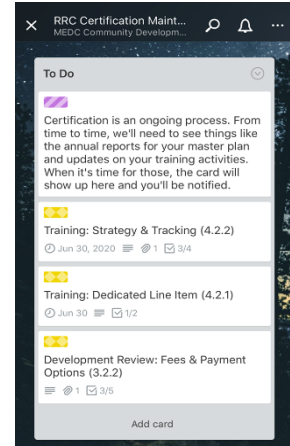 RRC Certification Maint...
MEDC Community Developm...
To Do
Certification is an ongoing process. From
time to time, we'll need to see things like
the annual reports for your master plan
and updates on your training activities.
When it's time for those, the card will
show up here and you'll be notified.
Training: Strategy & Tracking (4.2.2)
Jun 30, 2020 1 3/4
Training: Dedicated Line Item (4.2.1)
Jun 30 1/2
Development Review: Fees & Payment
Options (3.2.2)
1 3/5
Add card